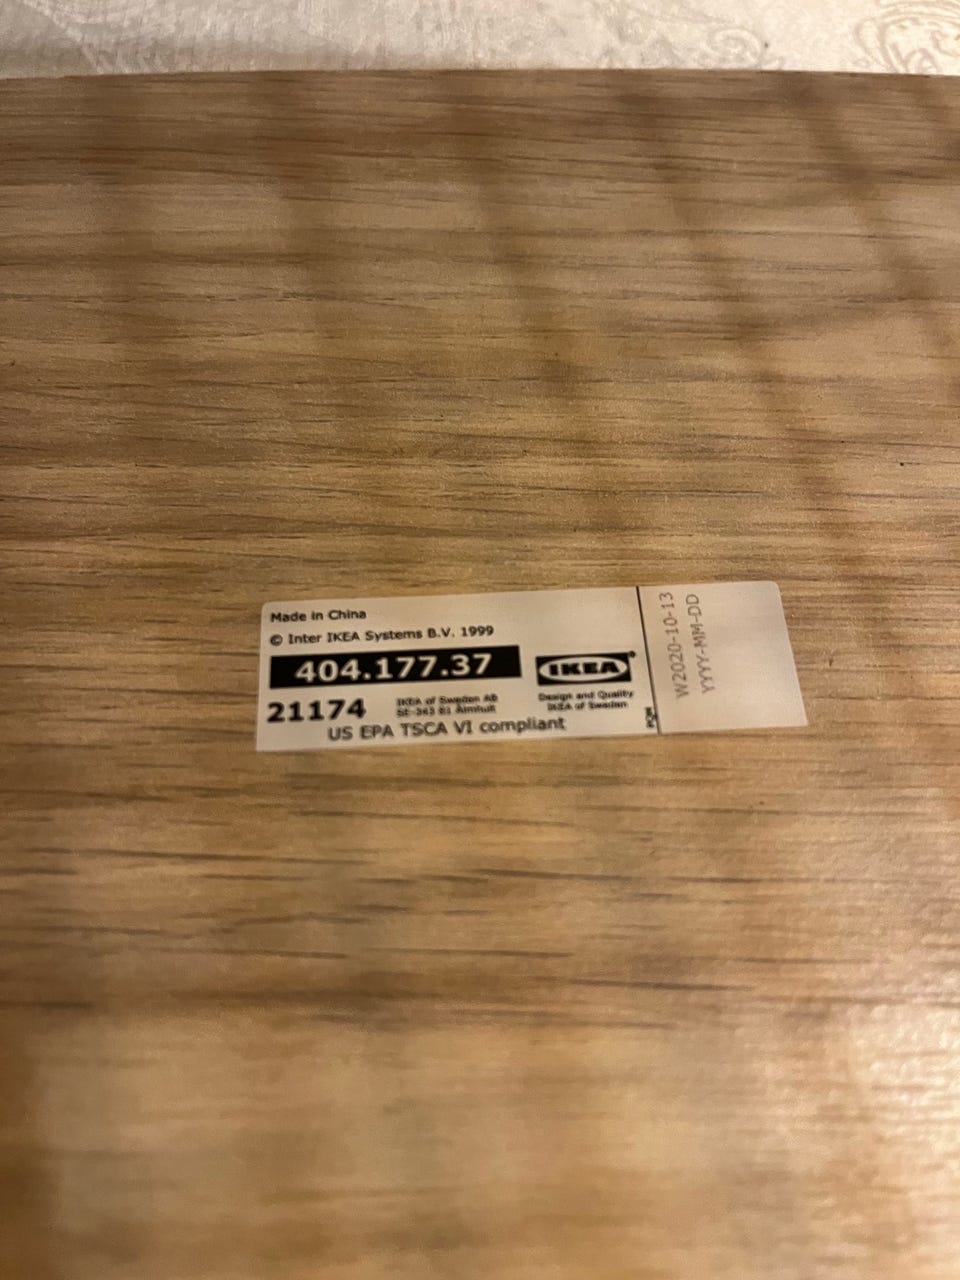 Made in China
© Inter IKEA Systems B.V. 1999
404.177.37
IKEA®
21174
IKEA of Sweden AB
SE-343 81 Älmhult
Design and Quality
IKEA of Sweden
US EPA TSCA VI compliant
W2020-10-13
YYYY-MM-DD